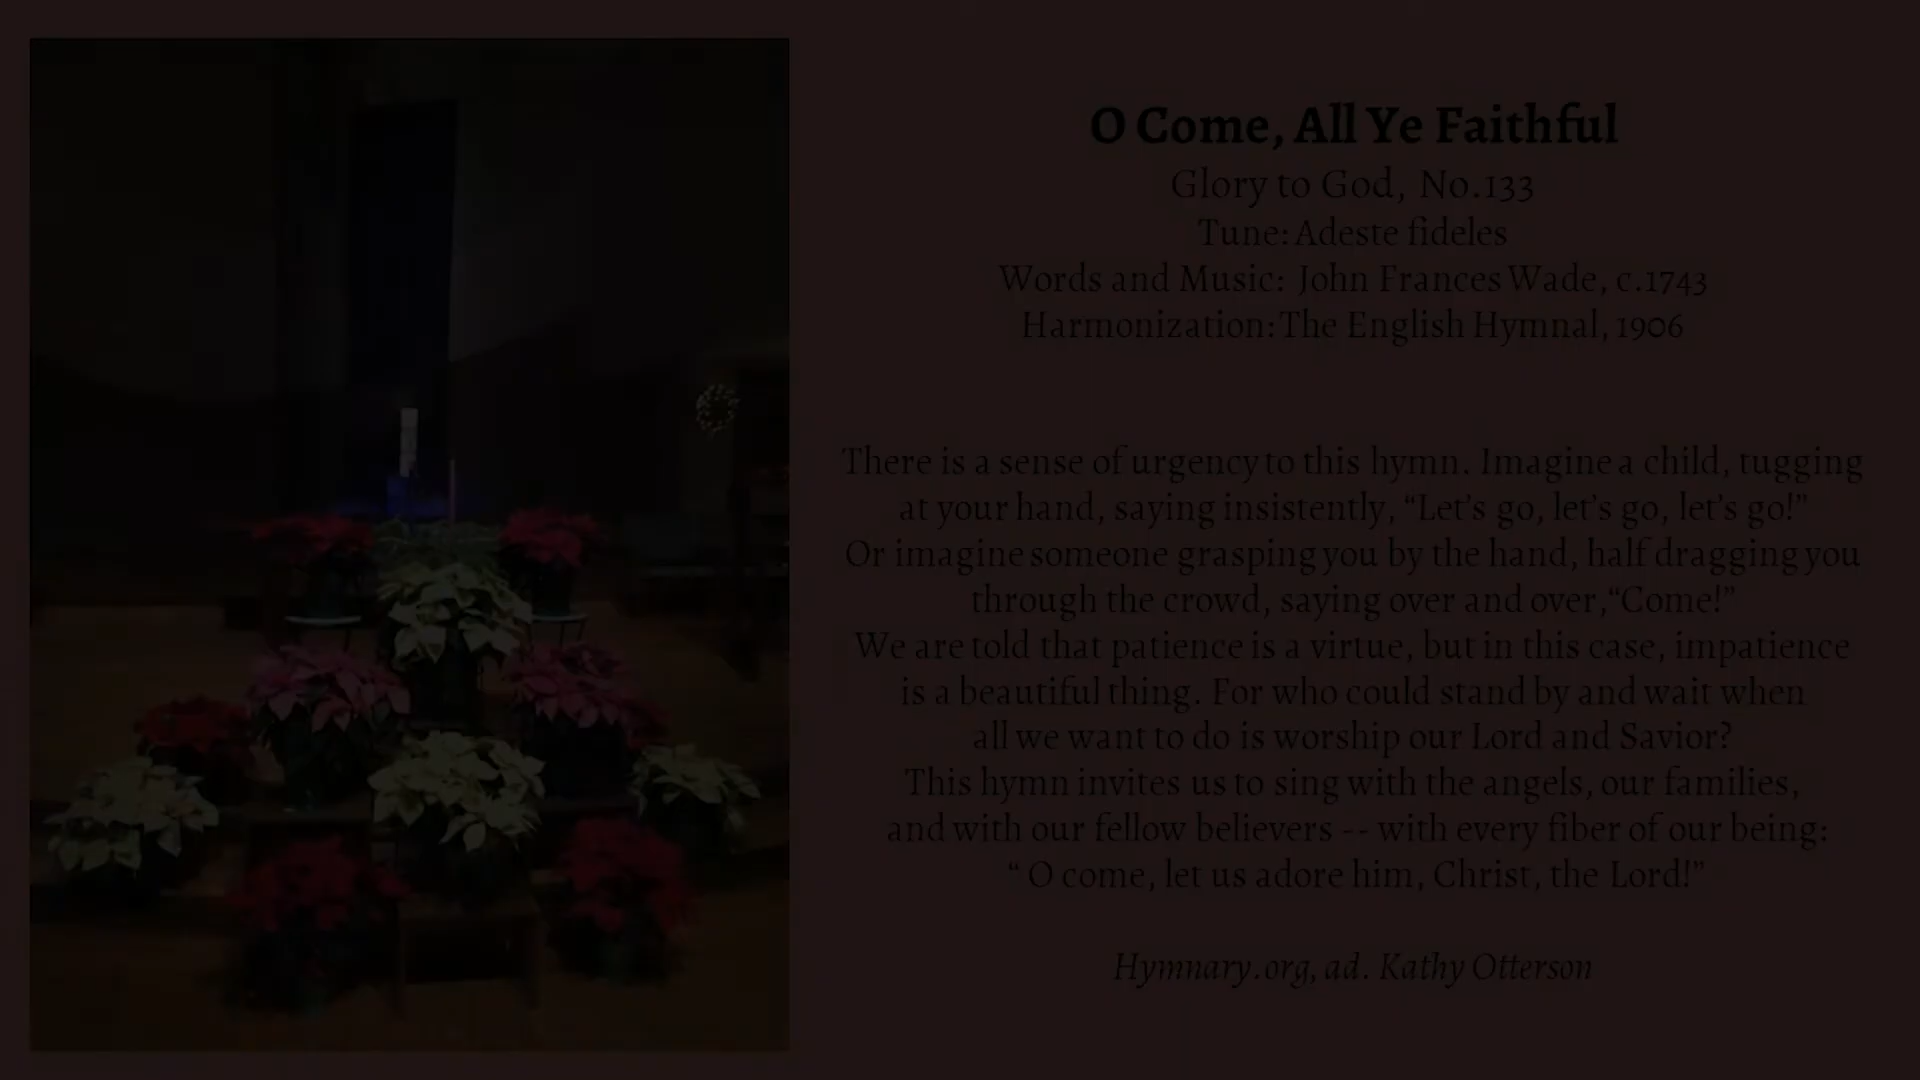 O Come, All Ye Faithful
Glory to God, No.133
Tune: Adeste fideles
Words and Music: John Frances Wade, c.1743
Harmonization: The English Hymnal, 1906
There is a sense of urgency to this hymn. Imagine a child, tugging
at your hand, saying insistently, “Let’s go, let’s go, let’s go!”
Or imagine someone grasping you by the hand, half dragging you
through the crowd, saying over and over, “Come!”
We are told that patience is a virtue, but in this case, impatience
is a beautiful thing. For who could stand by and wait when
all we want to do is worship our Lord and Savior?
This hymn invites us to sing with the angels, our families,
and with our fellow believers -- with every fiber of our being:
“ O come, let us adore him, Christ, the Lord!”
Hymnary.org, ad. Kathy Otterson